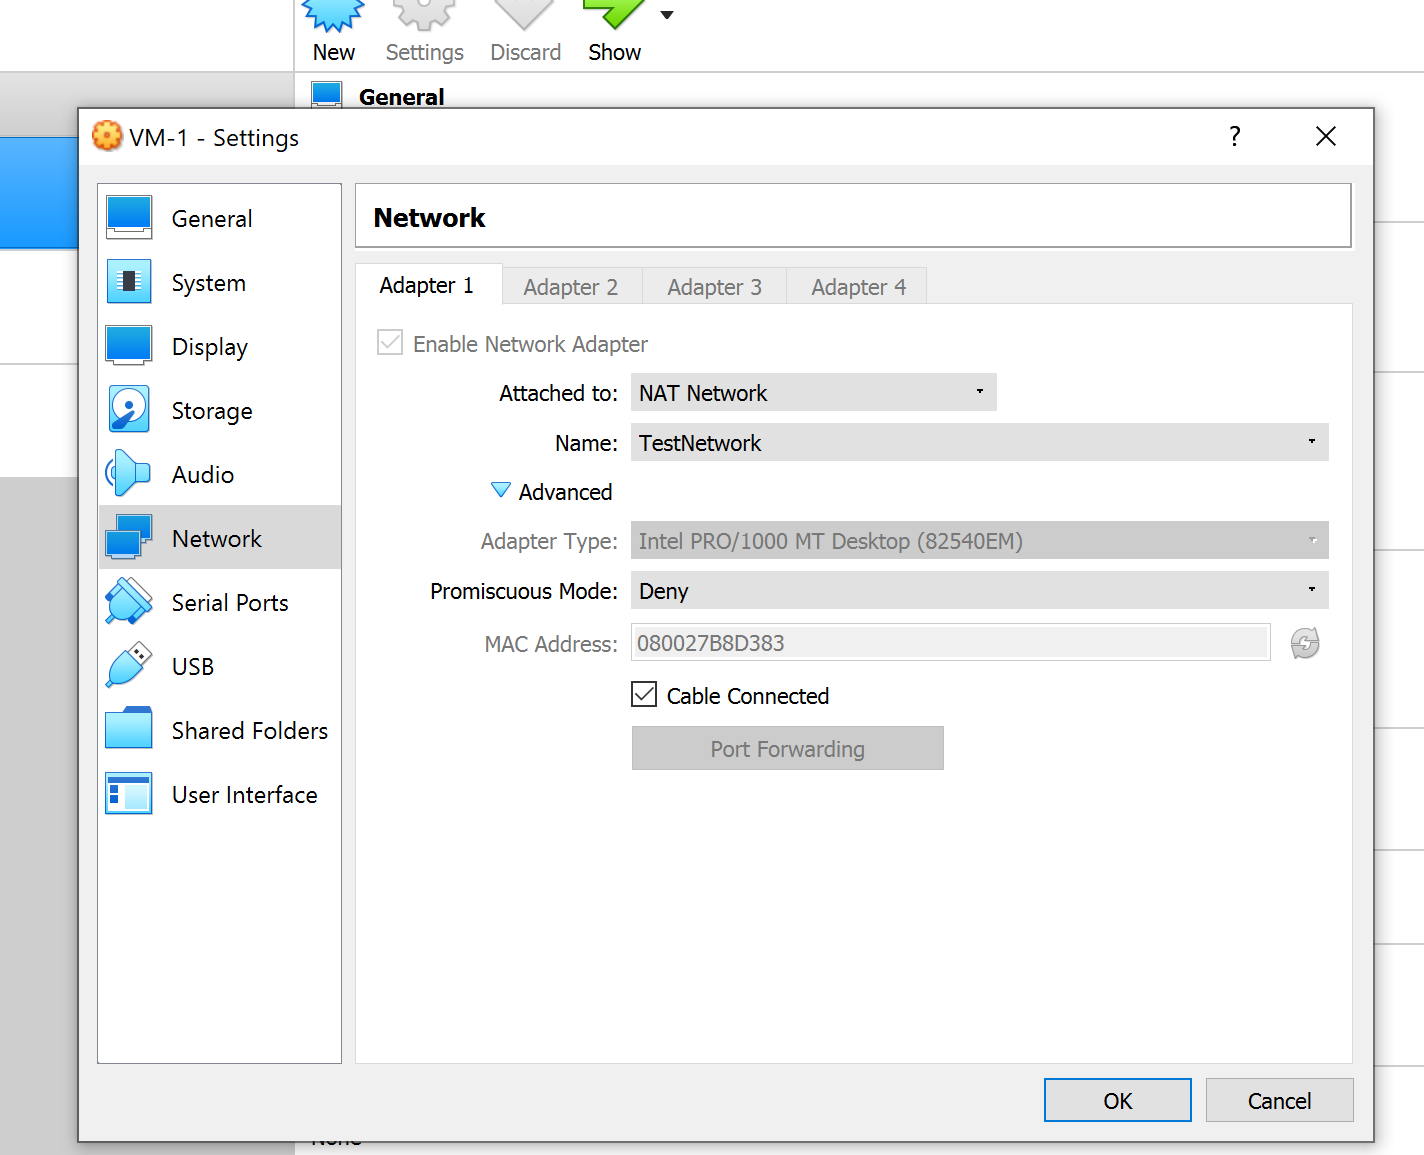 New Settings Discard Show
General
VM-1 - Settings ?
General
System
Display
Storage
Audio
Network
Serial Ports
USB
Shared Folders
User Interface
Network
Adapter 1 Adapter 2 Adapter 3 Adapter 4
Enable Network Adapter
Attached to: NAT Network
Name: TestNetwork
Advanced
Adapter Type: Intel PRO/1000 MT Desktop (82540EM)
Promiscuous Mode: Deny
MAC Address: 080027B8D383
Cable Connected
Port Forwarding
OK Cancel
None